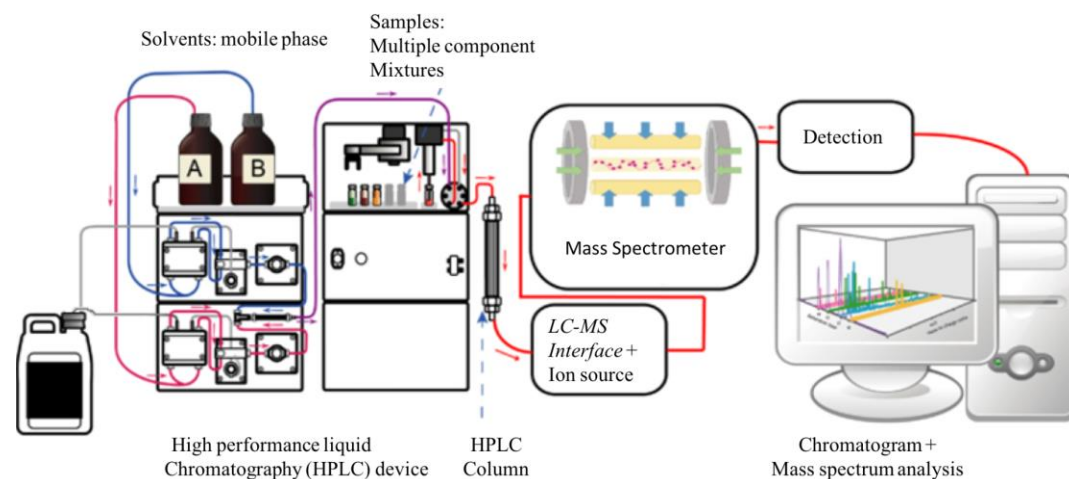 Solvents: mobile phase
Samples:
Multiple component
Mixtures
A
B
Mass Spectrometer
Detection
LC-MS
Interface +
Ion source
High performance liquid
Chromatography (HPLC) device
HPLC
Column
Chromatogram +
Mass spectrum analysis